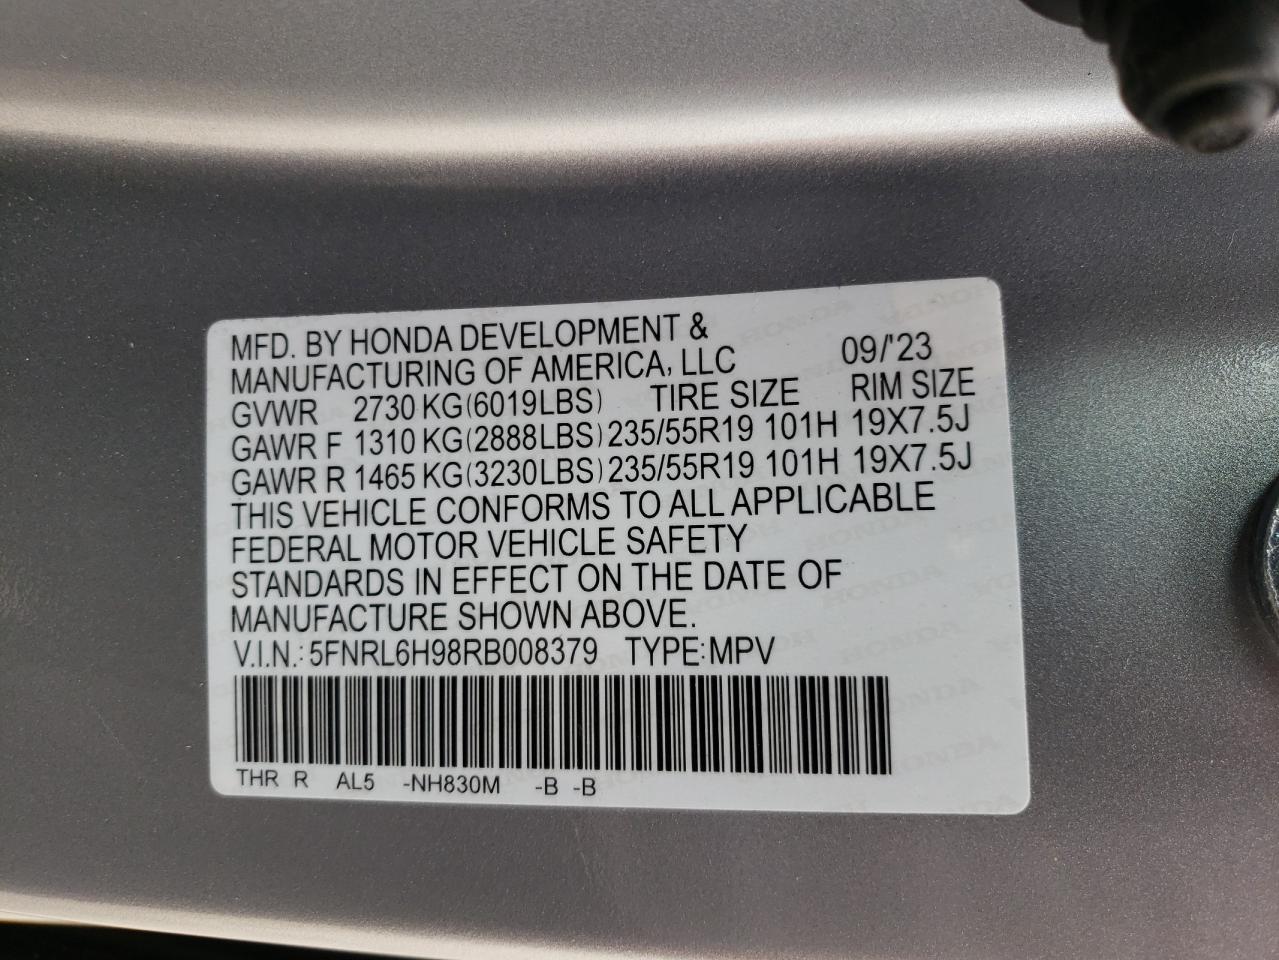 MFD. BY HONDA DEVELOPMENT &
MANUFACTURING OF AMERICA, LLC 09/'23
GVWR 2730 KG(6019LBS) TIRE SIZE RIM SIZE
GAWR F 1310 KG(2888LBS) 235/55R19 101H 19X7.5J
GAWR R 1465 KG(3230LBS) 235/55R19 101H 19X7.5J
THIS VEHICLE CONFORMS TO ALL APPLICABLE
FEDERAL MOTOR VEHICLE SAFETY
STANDARDS IN EFFECT ON THE DATE OF
MANUFACTURE SHOWN ABOVE.
V.I.N.: 5FNRL6H98RB008379 TYPE: MPV
THR R AL5 -NH830M -B -B